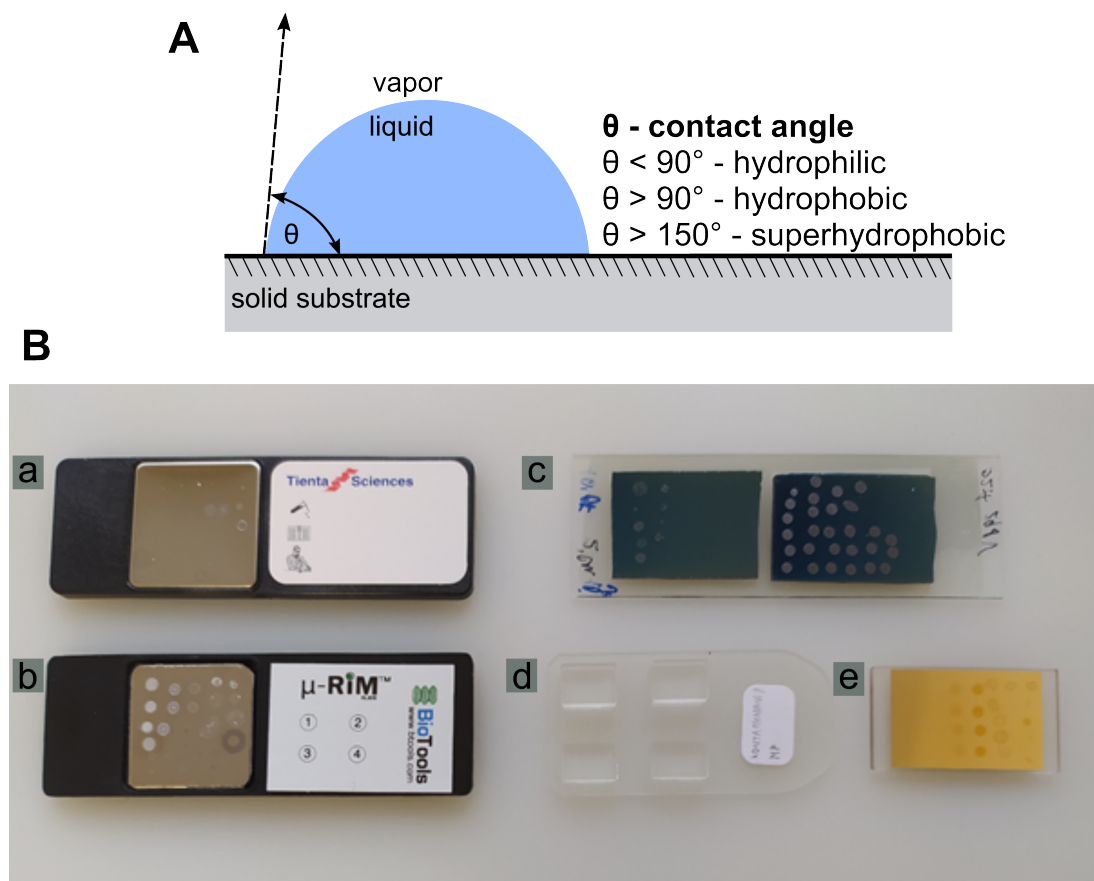 A
vapor
liquid
θ - contact angle
θ < 90° - hydrophilic
θ > 90° - hydrophobic
θ > 150° - superhydrophobic
θ
solid substrate
B
a
Tienta Sciences
c
b
μ-RiM™
1 2
3 4
BioTools
www.btools.com
d
e